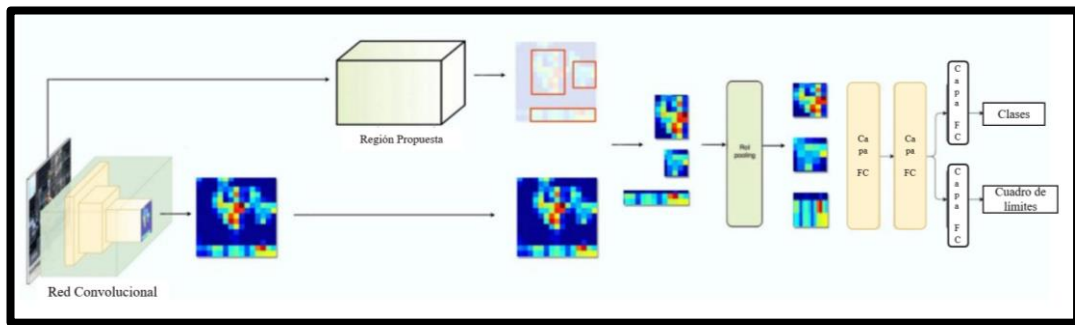 Región Propuesta
Red Convolucional
RoI
pooling
Ca
pa
FC
Ca
pa
FC
C
a
p
a
F
C
Clases
C
a
p
a
F
C
Cuadro de
límites